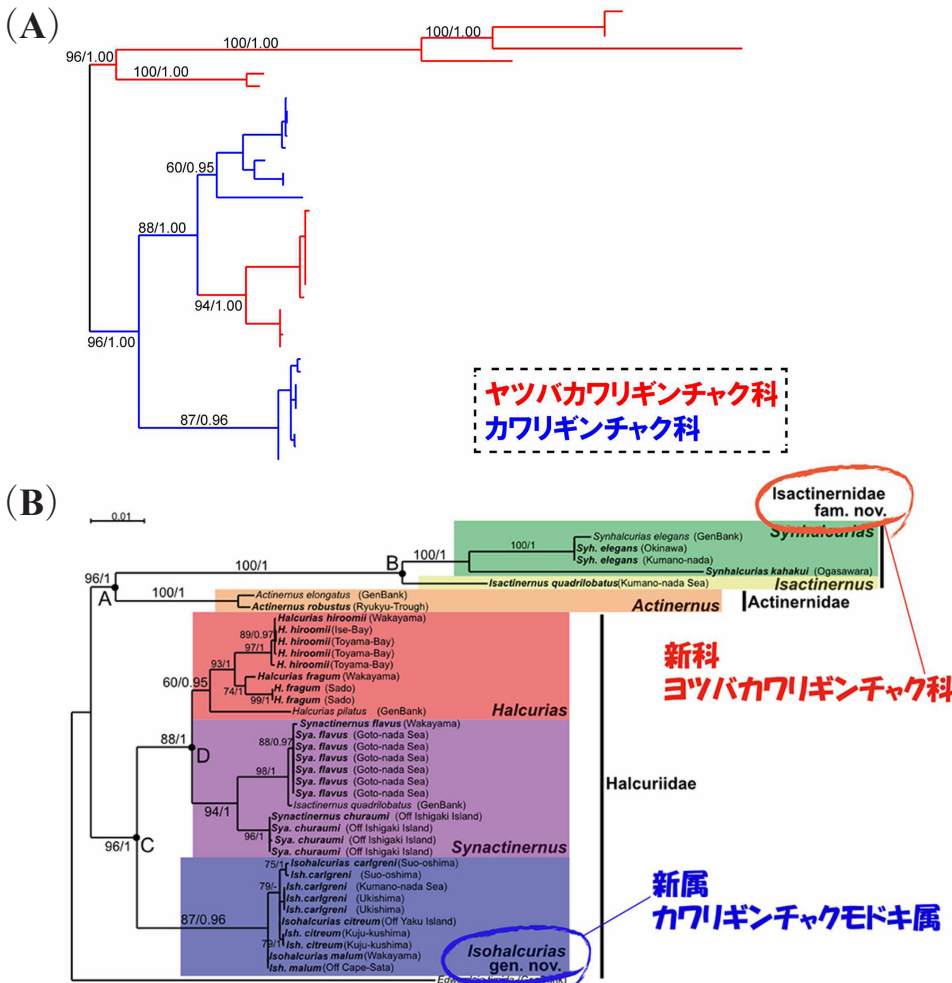 (A)
100/1.00
100/1.00
96/1.00
100/1.00
60/0.95
88/1.00
94/1.00
96/1.00
87/0.96
ヤツバカワリギンチャク科
カワリギンチャク科
(B)
0.01
Isactinernidae
fam. nov.
Synhalcurias
Synhalcurias elegans (GenBank)
Syh. elegans (Okinawa)
Syh. elegans (Kumano-nada)
Synhalcurias kahakui (Ogasawara)
Isactinernus quadrilobatus(Kumano-nada Sea)
Isactinernus
100/1
100/1
B
100/1
96/1
A
100/1
Actinernus elongatus (GenBank)
Actinernus robustus (Ryukyu-Trough)
Actinernus
Actinernidae
新科
ヨツバカワリギンチャク科
Halcurias hiroomii (Wakayama)
H. hiroomii (Ise-Bay)
H. hiroomii (Toyama-Bay)
H. hiroomii (Toyama-Bay)
H. hiroomii (Toyama-Bay)
Halcurias fragum (Wakayama)
H. fragum (Sado)
H. fragum (Sado)
Halcurias pilatus (GenBank)
Halcurias
89/0.97
97/1
93/1
60/0.95
74/1
99/1
88/1
D
Synactinernus flavus (Wakayama)
Sya. flavus (Goto-nada Sea)
Sya. flavus (Goto-nada Sea)
Sya. flavus (Goto-nada Sea)
Sya. flavus (Goto-nada Sea)
Sya. flavus (Goto-nada Sea)
Sya. flavus (Goto-nada Sea)
Isactinernus quadrilobatus (GenBank)
Synactinernus churaumi (Off Ishigaki Island)
Sya. churaumi (Off Ishigaki Island)
Sya. churaumi (Off Ishigaki Island)
Sya. churaumi (Off Ishigaki Island)
Synactinernus
88/0.97
98/1
94/1
96/1
Halcuriidae
C
96/1
Isohalcurias carlgreni (Suo-oshima)
Ish.carlgreni (Suo-oshima)
Ish.carlgreni (Kumano-nada Sea)
Ish.carlgreni (Ukishima)
Ish.carlgreni (Ukishima)
Isohalcurias citreum (Off Yaku Island)
Ish. citreum (Kuju-kushima)
Ish. citreum (Kuju-kushima)
Isohalcurias malum (Wakayama)
Ish. malum (Off Cape-Sata)
75/1
79/-
87/0.96
79/1
Isohalcurias
gen. nov.
新属
カワリギンチャクモドキ属